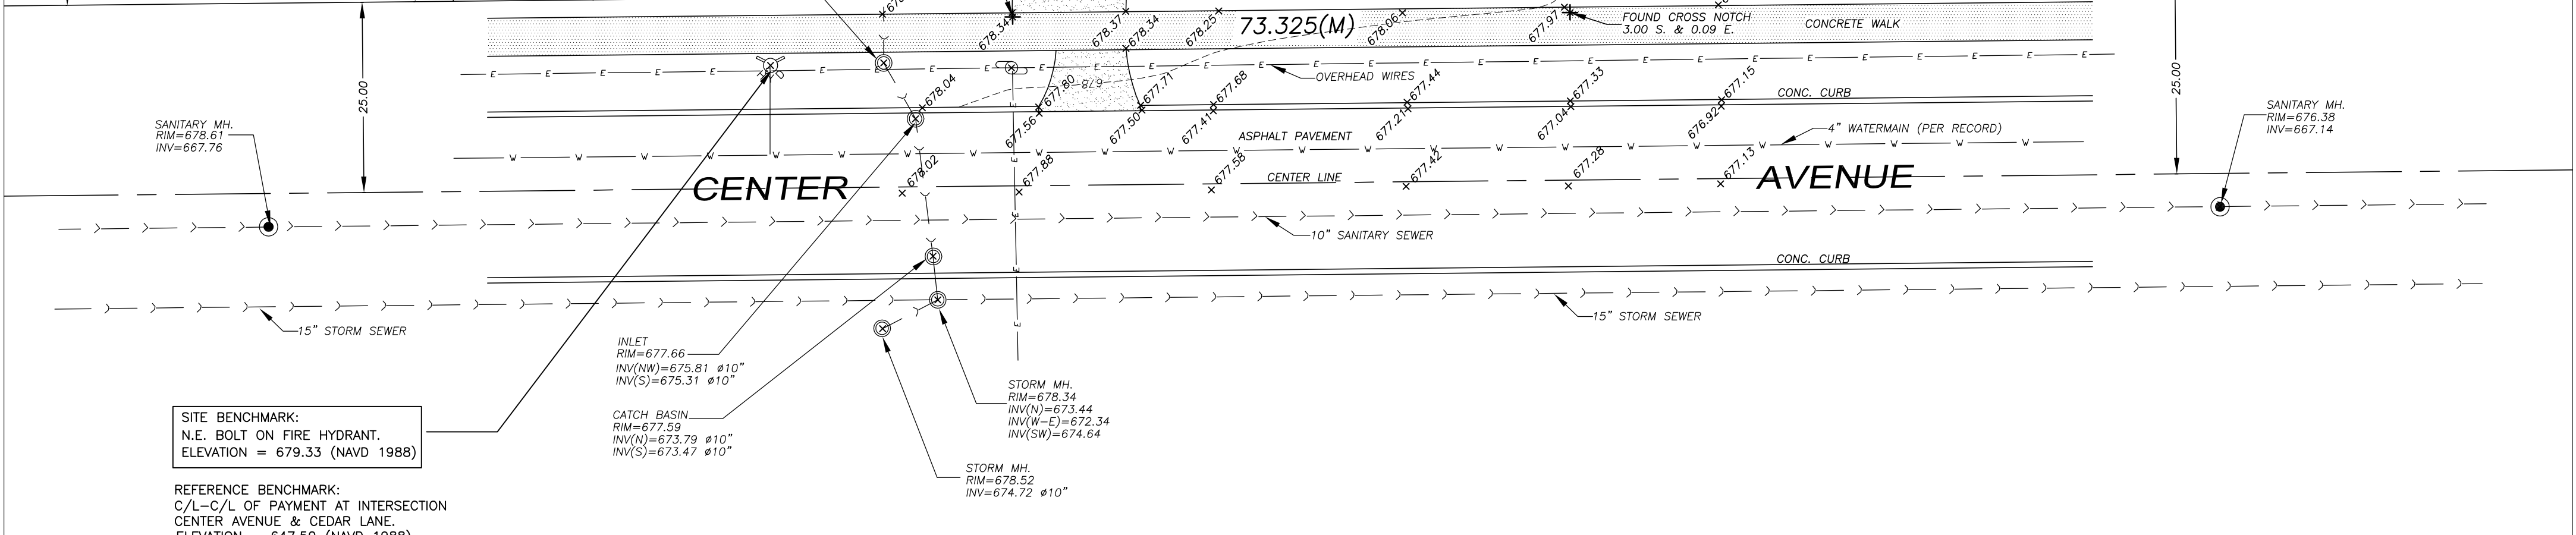 678.34
678.37
678.34
678.25
73.325(M)
678.06
677.97
FOUND CROSS NOTCH
3.00 S. & 0.09 E.
CONCRETE WALK
25.00
E E E E E E E E E E E E E E E E E E E E E E E E E E E E E E
OVERHEAD WIRES
678
25.00
678.04
677.80
677.71
677.68
677.44
677.33
677.15
CONC. CURB
677.56
677.50
677.41
677.21
677.04
676.92
SANITARY MH.
RIM=678.61
INV=667.76
ASPHALT PAVEMENT
4" WATERMAIN (PER RECORD)
SANITARY MH.
RIM=676.38
INV=667.14
W W W W W W W W W W W W W W W W W W W W W W W W
678.02
677.88
677.58
677.42
677.28
677.13
CENTER
CENTER LINE
AVENUE
E
E
E
E
E
10" SANITARY SEWER
CONC. CURB
15" STORM SEWER
15" STORM SEWER
INLET
RIM=677.66
INV(NW)=675.81 ø10"
INV(S)=675.31 ø10"
CATCH BASIN
RIM=677.59
INV(N)=673.79 ø10"
INV(S)=673.47 ø10"
STORM MH.
RIM=678.34
INV(N)=673.44
INV(W-E)=672.34
INV(SW)=674.64
STORM MH.
RIM=678.52
INV=674.72 ø10"
SITE BENCHMARK:
N.E. BOLT ON FIRE HYDRANT.
ELEVATION = 679.33 (NAVD 1988)
REFERENCE BENCHMARK:
C/L-C/L OF PAYMENT AT INTERSECTION
CENTER AVENUE & CEDAR LANE.
ELEVATION = 647.59 (NAVD 1988)